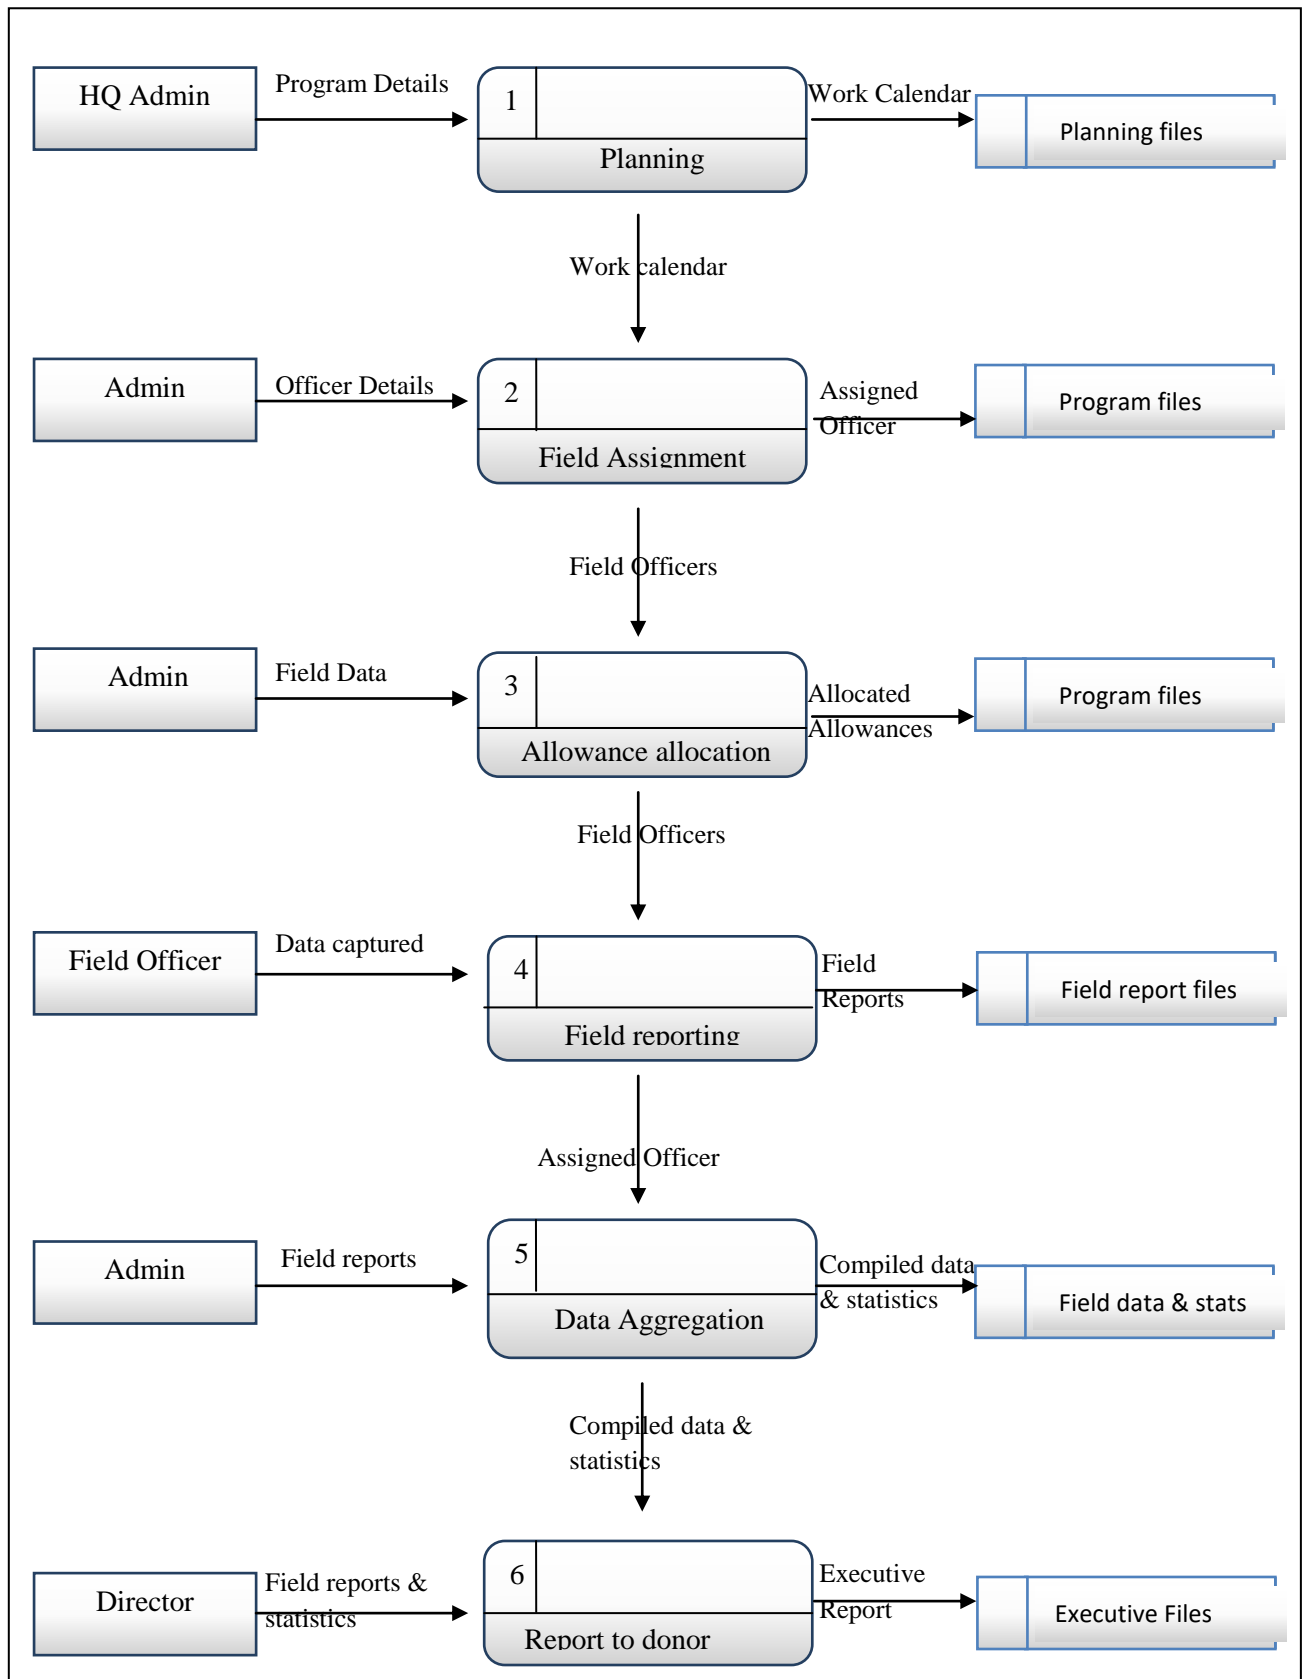 HQ Admin
Program Details
1
Planning
Work Calendar
Planning files
Work calendar
Admin
Officer Details
2
Field Assignment
Assigned
Officer
Program files
Field Officers
Admin
Field Data
3
Allowance allocation
Allocated
Allowances
Program files
Field Officers
Field Officer
Data captured
4
Field reporting
Field
Reports
Field report files
Assigned Officer
Admin
Field reports
5
Data Aggregation
Compiled data
& statistics
Field data & stats
Compiled data &
statistics
Director
Field reports &
statistics
6
Report to donor
Executive
Report
Executive Files